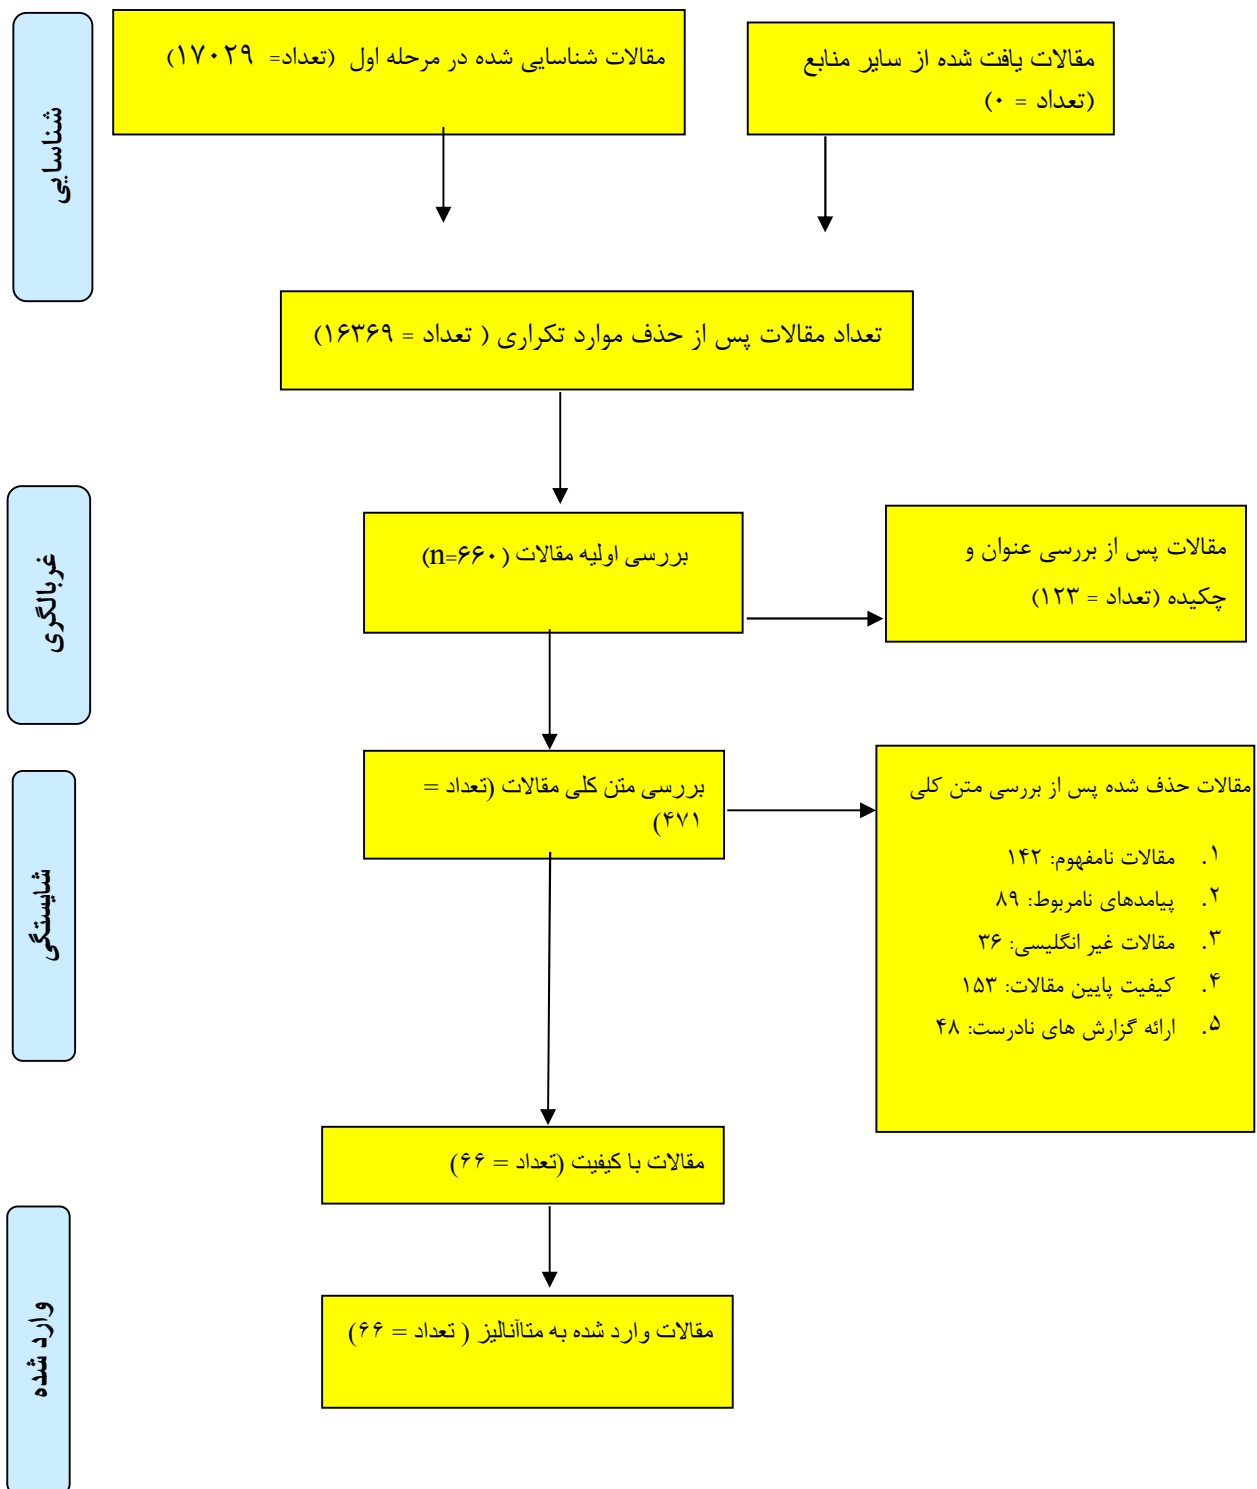 شناسایی
مقالات یافت شده از سایر منابع
(تعداد = ۰)
مقالات شناسایی شده در مرحله اول (تعداد= ۱۷۰۲۹)
تعداد مقالات پس از حذف موارد تکراری ( تعداد = ۱۶۳۶۹)
غربالگری
بررسی اولیه مقالات (n=۶۶۰)
مقالات پس از بررسی عنوان و
چکیده (تعداد = ۱۲۳)
شایستگی
بررسی متن کلی مقالات (تعداد =
۴۷۱)
مقالات حذف شده پس از بررسی متن کلی
۱. مقالات نامفهوم: ۱۴۲
۲. پیامدهای نامربوط: ۸۹
۳. مقالات غیر انگلیسی: ۳۶
۴. کیفیت پایین مقالات: ۱۵۳
۵. ارائه گزارش های نادرست: ۴۸
مقالات با کیفیت (تعداد = ۶۶)
وارد شده
مقالات وارد شده به متاآنالیز ( تعداد = ۶۶)